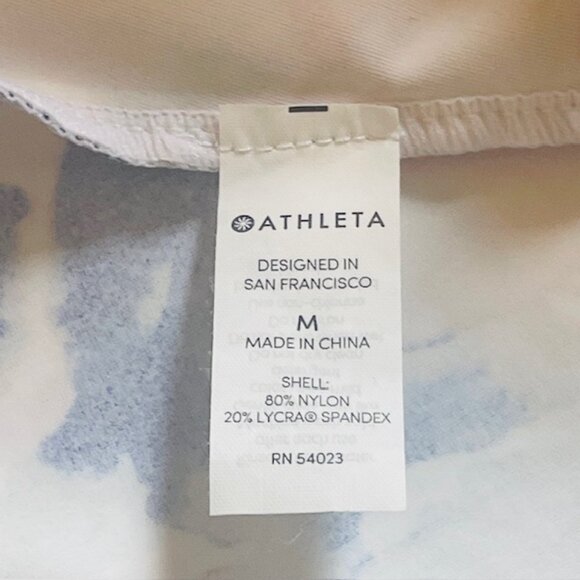 ATHLETA
DESIGNED IN
SAN FRANCISCO
M
MADE IN CHINA
SHELL:
80% NYLON
20% LYCRA® SPANDEX
RN 54023